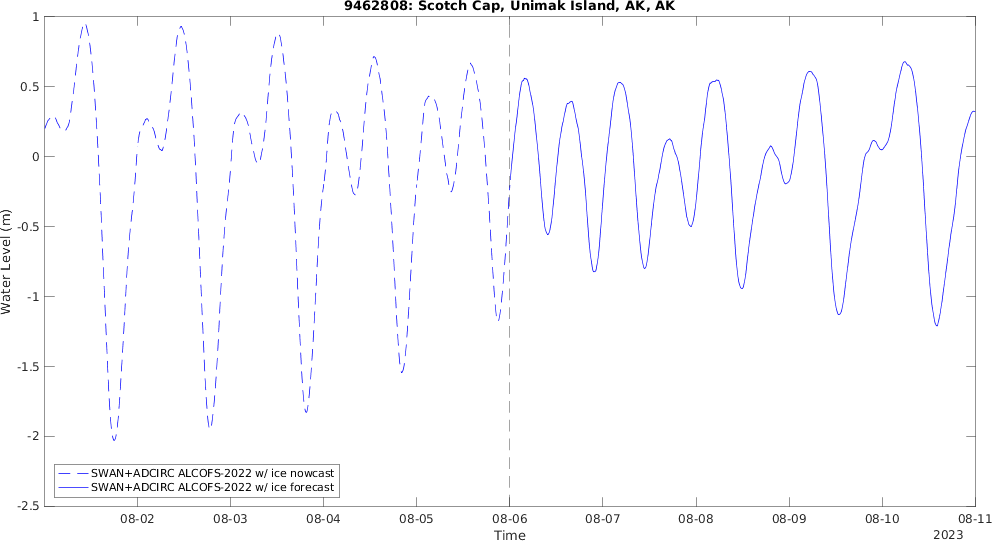 9462808: Scotch Cap, Unimak Island, AK, AK
1
0.5
0
-0.5
-1
-1.5
-2
-2.5
Water Level (m)
SWAN+ADCIRC ALCOFS-2022 w/ ice nowcast
SWAN+ADCIRC ALCOFS-2022 w/ ice forecast
08-02 08-03 08-04 08-05 08-06 08-07 08-08 08-09 08-10 08-11
Time
2023